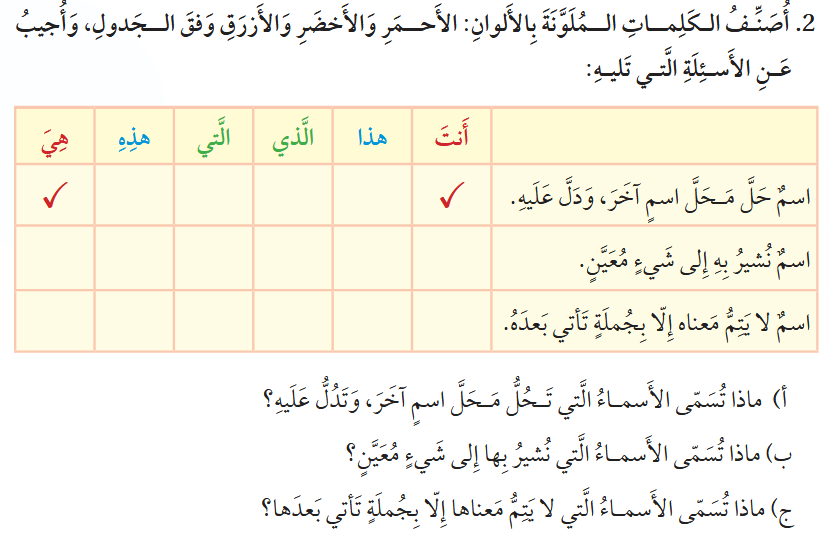 2. أُصَنِّفُ الكَلِماتِ المُلَوَّنَةَ بِالأَلوانِ: الأَحمَرِ وَالأَخضَرِ وَالأَزرَقِ وَفقَ الجَدولِ، وَأُجيبُ
عَنِ الأَسئِلَةِ الَّتي تَليهِ:
أَنتَ هذا الَّذي الَّتي هذِهِ هِيَ
اسمٌ حَلَّ مَحَلَّ اسمٍ آخَرَ، وَدَلَّ عَلَيهِ. ✓ ✓
اسمٌ نُشيرُ بِهِ إِلى شَيءٍ مُعَيَّنٍ.
اسمٌ لا يَتِمُّ مَعناه إِلّا بِجُملَةٍ تَأتي بَعدَهُ.
أ) ماذا تُسَمّى الأَسماءُ الَّتي تَحُلُّ مَحَلَّ اسمٍ آخَرَ، وَتَدُلُّ عَلَيهِ؟
ب) ماذا تُسَمّى الأَسماءُ الَّتي نُشيرُ بِها إِلى شَيءٍ مُعَيَّنٍ؟
ج) ماذا تُسَمّى الأَسماءُ الَّتي لا يَتِمُّ مَعناها إِلّا بِجُملَةٍ تَأتي بَعدَها؟